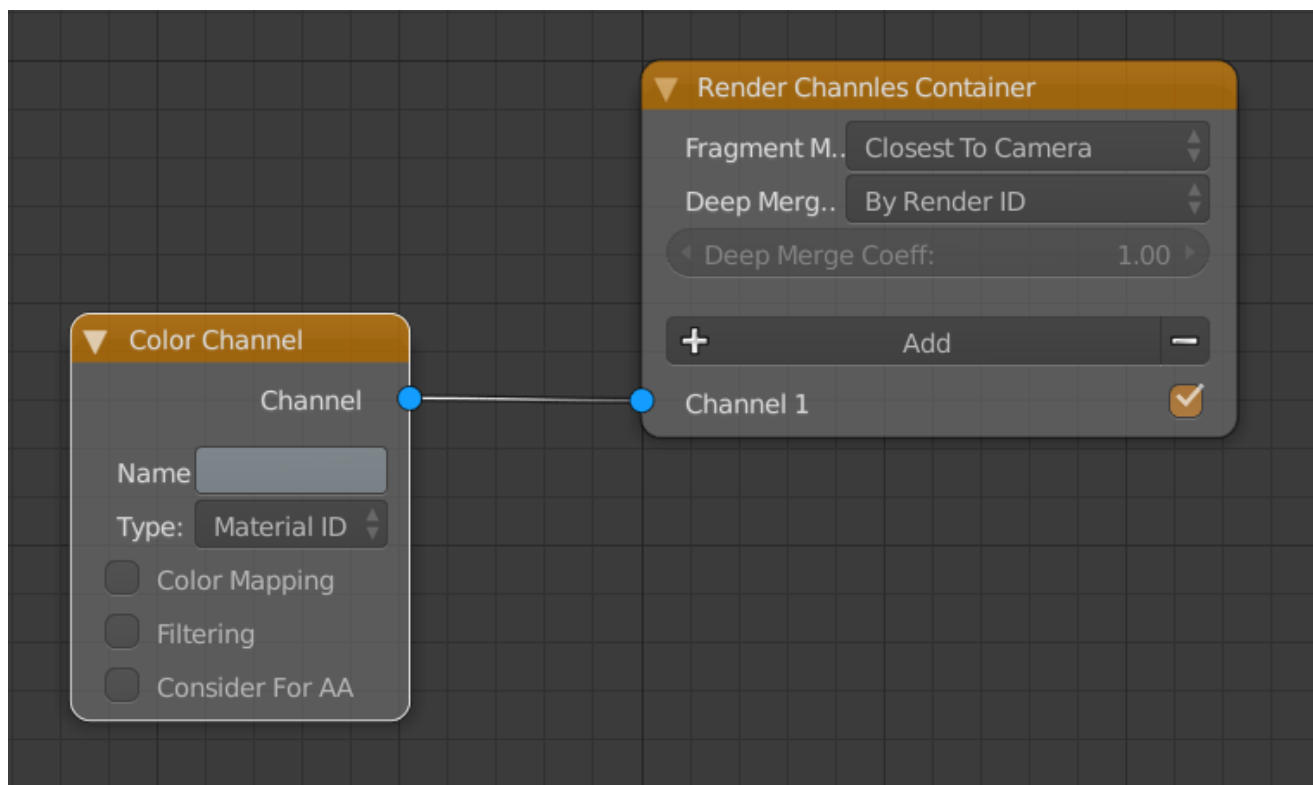 Render Channles Container
Fragment M.. Closest To Camera
Deep Merg.. By Render ID
Deep Merge Coeff: 1.00
Add
Channel 1
Color Channel
Channel
Name
Type: Material ID
Color Mapping
Filtering
Consider For AA